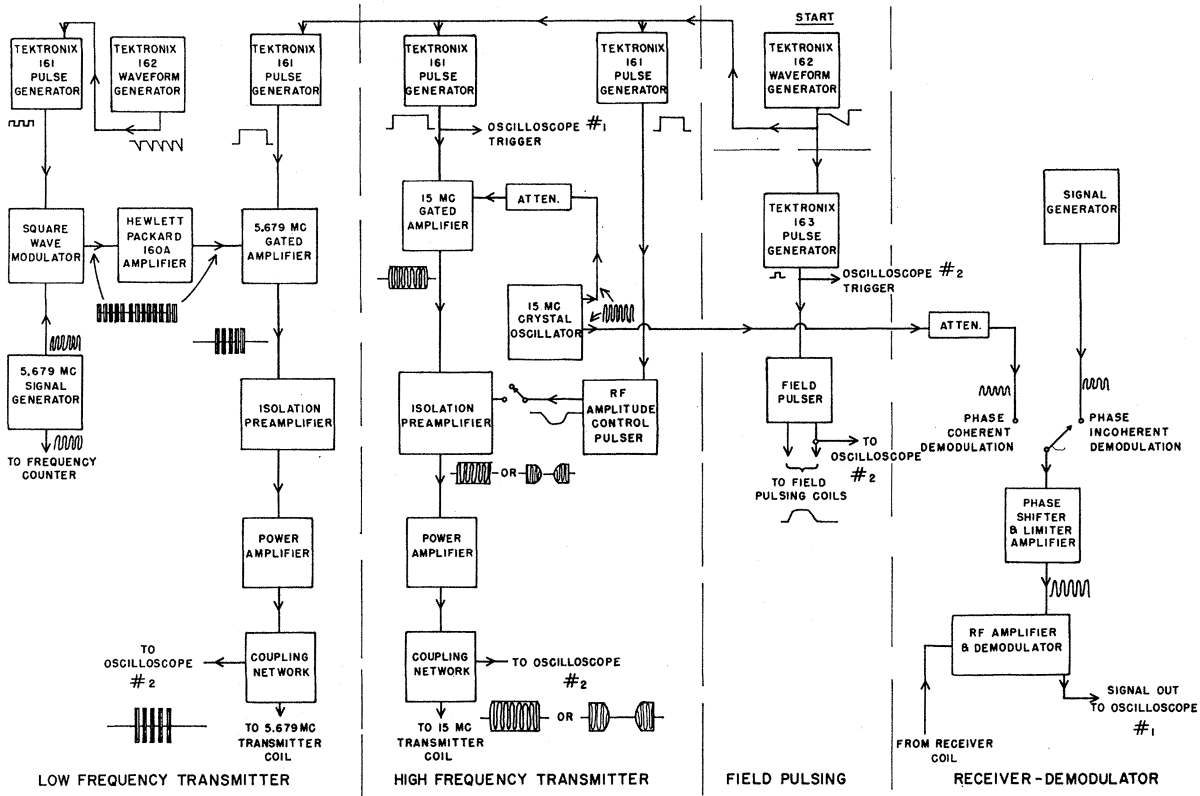 START
TEKTRONIX
161
PULSE
GENERATOR
TEKTRONIX
162
WAVEFORM
GENERATOR
TEKTRONIX
161
PULSE
GENERATOR
TEKTRONIX
161
PULSE
GENERATOR
TEKTRONIX
161
PULSE
GENERATOR
TEKTRONIX
162
WAVEFORM
GENERATOR
OSCILLOSCOPE #1
TRIGGER
SQUARE
WAVE
MODULATOR
HEWLETT
PACKARD
160A
AMPLIFIER
5.679 MC
GATED
AMPLIFIER
15 MC
GATED
AMPLIFIER
ATTEN.
TEKTRONIX
163
PULSE
GENERATOR
SIGNAL
GENERATOR
OSCILLOSCOPE #2
TRIGGER
15 MC
CRYSTAL
OSCILLATOR
ATTEN.
5.679 MC
SIGNAL
GENERATOR
TO FREQUENCY
COUNTER
ISOLATION
PREAMPLIFIER
ISOLATION
PREAMPLIFIER
RF
AMPLITUDE
CONTROL
PULSER
FIELD
PULSER
TO
OSCILLOSCOPE
#2
TO FIELD
PULSING COILS
PHASE
COHERENT
DEMODULATION
PHASE
INCOHERENT
DEMODULATION
OR
PHASE
SHIFTER
& LIMITER
AMPLIFIER
POWER
AMPLIFIER
POWER
AMPLIFIER
RF AMPLIFIER
& DEMODULATOR
TO
OSCILLOSCOPE
#2
COUPLING
NETWORK
COUPLING
NETWORK
TO OSCILLOSCOPE
#2
SIGNAL OUT
TO OSCILLOSCOPE
#1
TO 5.679 MC
TRANSMITTER
COIL
TO 15 MC
TRANSMITTER
COIL
OR
FROM RECEIVER
COIL
LOW FREQUENCY TRANSMITTER
HIGH FREQUENCY TRANSMITTER
FIELD PULSING
RECEIVER-DEMODULATOR